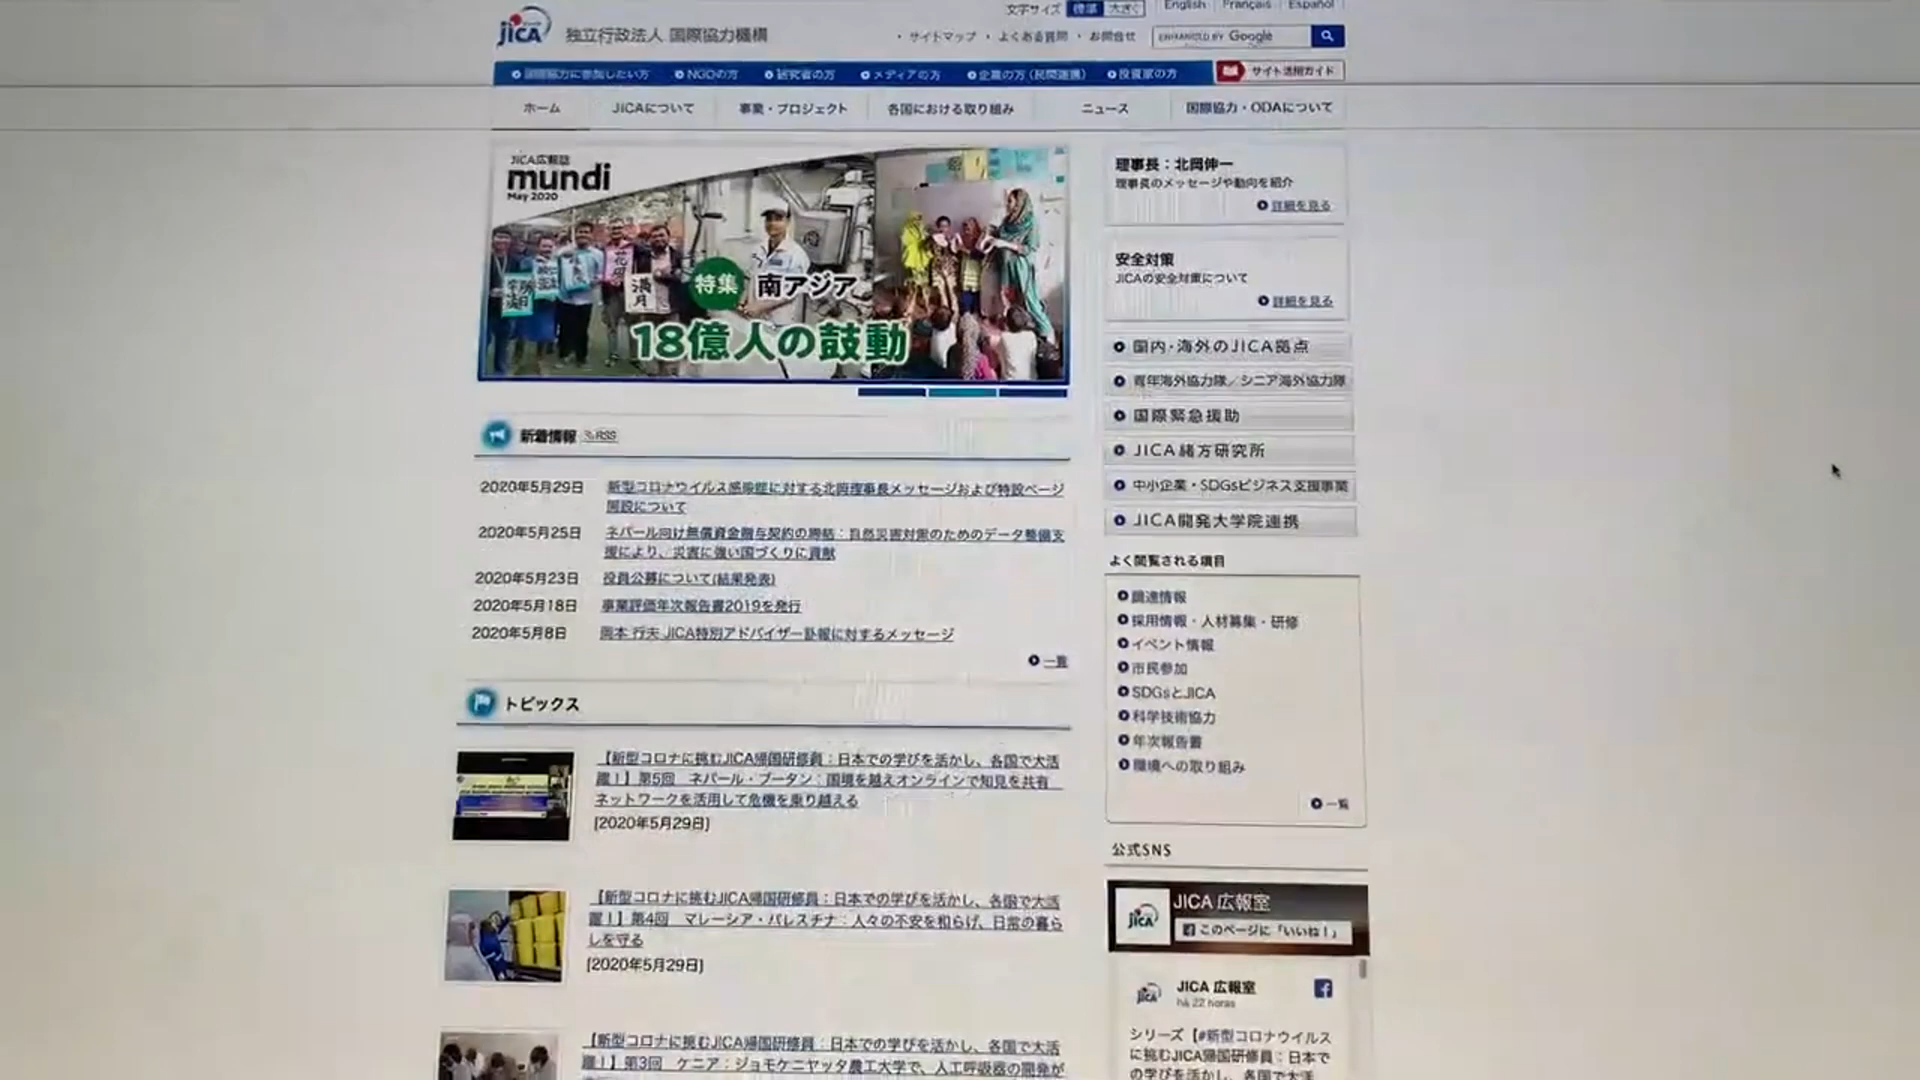 文字サイズ 標準 大きく English Français Español
JICA 独立行政法人 国際協力機構
・サイトマップ ・よくある質問 ・お問合せ ENHANCED BY Google
国際協力に参加したい方 NGOの方 研究者の方 メディアの方 企業の方（民間連携） 投資家の方 サイト活用ガイド
ホーム JICAについて 事業・プロジェクト 各国における取り組み ニュース 国際協力・ODAについて
JICA広報誌
mundi
May 2020
満月
特集 南アジア
18億人の鼓動
新着情報 RSS
2020年5月29日 新型コロナウイルス感染症に対する北岡理事長メッセージおよび特設ページ
開設について
2020年5月25日 ネパール向け無償資金贈与契約の締結：自然災害対策のためのデータ整備支
援により、災害に強い国づくりに貢献
2020年5月23日 役員公募について(結果発表)
2020年5月18日 事業評価年次報告書2019を発行
2020年5月8日 岡本 行夫 JICA特別アドバイザー訃報に対するメッセージ
一覧
トピックス
【新型コロナに挑むJICA帰国研修員：日本での学びを活かし、各国で大活
躍！】第5回 ネパール・ブータン：国境を越えオンラインで知見を共有
ネットワークを活用して危機を乗り越える
[2020年5月29日]
【新型コロナに挑むJICA帰国研修員：日本での学びを活かし、各国で大活
躍！】第4回 マレーシア・パレスチナ：人々の不安を和らげ、日常の暮ら
しを守る
[2020年5月29日]
【新型コロナに挑むJICA帰国研修員：日本での学びを活かし、各国で大活
躍！】第3回 ケニア：ジョモケニヤッタ農工大学で、人工呼吸器の開発が
理事長：北岡伸一
理事長のメッセージや動向を紹介
詳細を見る
安全対策
JICAの安全対策について
詳細を見る
国内・海外のJICA拠点
青年海外協力隊／シニア海外協力隊
国際緊急援助
JICA緒方研究所
中小企業・SDGsビジネス支援事業
JICA開発大学院連携
よく閲覧される項目
調達情報
採用情報・人材募集・研修
イベント情報
市民参加
SDGsとJICA
科学技術協力
年次報告書
環境への取り組み
一覧
公式SNS
JICA JICA 広報室
このページに「いいね！」
JICA JICA 広報室
há 22 horas
シリーズ【#新型コロナウイルス
に挑むJICA帰国研修員：日本で
の学びを活かし、各国で大活